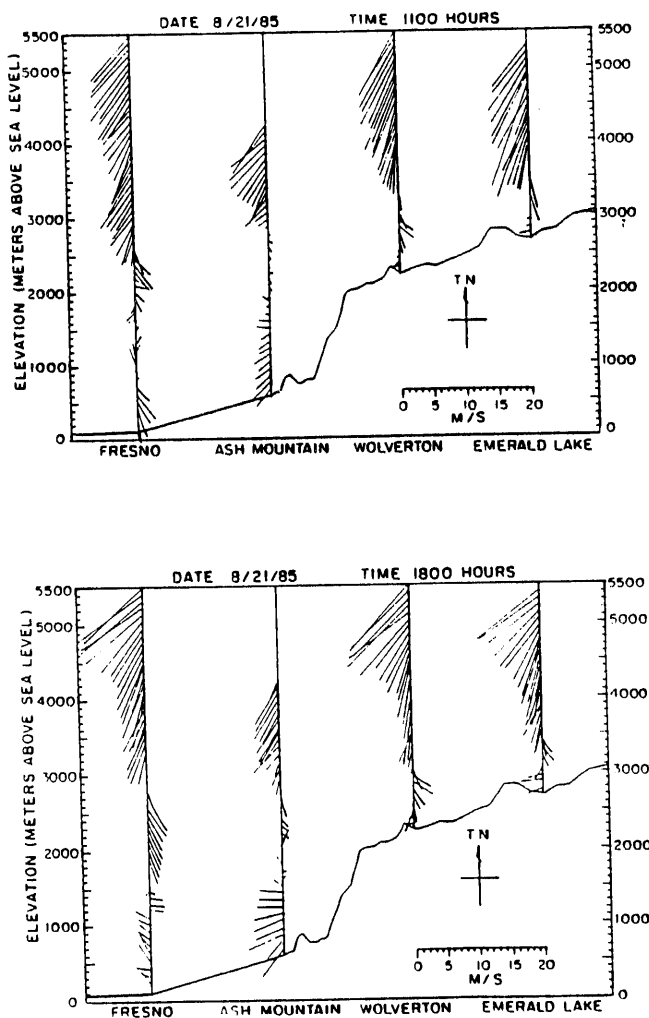 DATE 8/21/85 TIME 1100 HOURS
ELEVATION (METERS ABOVE SEA LEVEL)
5500
5000
4000
3000
2000
1000
0
5500
5000
4000
3000
2000
1000
0
TN
0 5 10 15 20
M/S
FRESNO ASH MOUNTAIN WOLVERTON EMERALD LAKE
DATE 8/21/85 TIME 1800 HOURS
ELEVATION (METERS ABOVE SEA LEVEL)
5500
5000
4000
3000
2000
1000
0
5500
5000
4000
3000
2000
1000
0
TN
0 5 10 15 20
M/S
FRESNO ASH MOUNTAIN WOLVERTON EMERALD LAKE